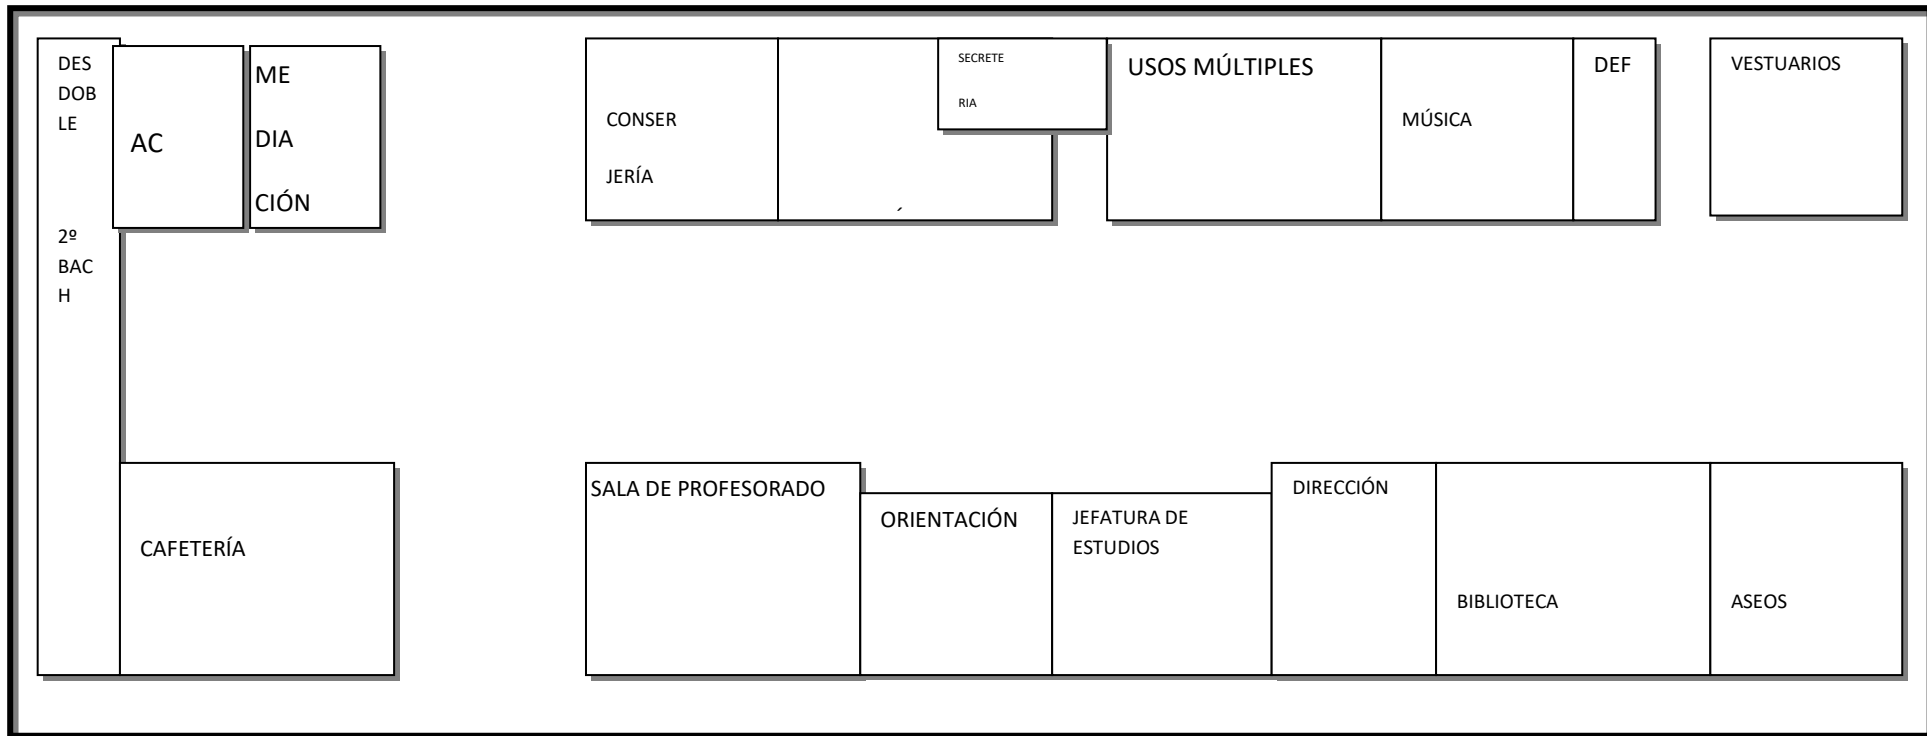 DES
DOB
LE
2º
BAC
H
AC
ME
DIA
CIÓN
CONSER
JERÍA
SECRETE
RIA
USOS MÚLTIPLES
MÚSICA
DEF
VESTUARIOS
CAFETERÍA
SALA DE PROFESORADO
ORIENTACIÓN
JEFATURA DE
ESTUDIOS
DIRECCIÓN
BIBLIOTECA
ASEOS